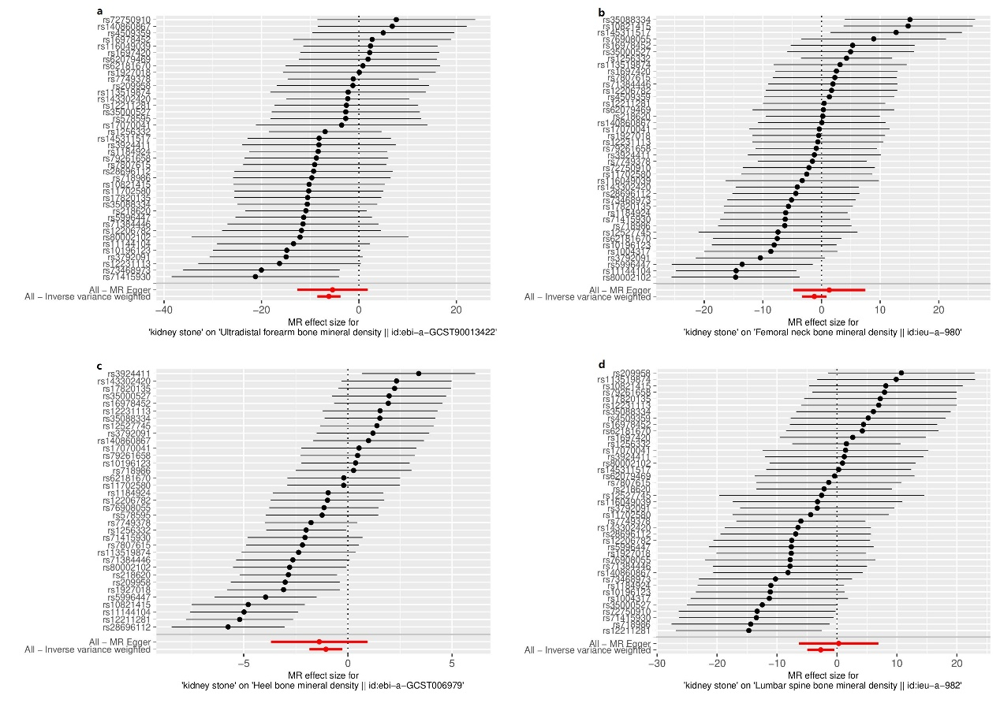 a
rs72750910
rs140860867
rs4509359
rs16978452
rs116049039
rs1697420
rs62079469
rs62181670
rs1927018
rs7749378
rs209958
rs113519874
rs143302420
rs12211281
rs35000527
rs578595
rs17070041
rs1256332
rs145311517
rs3924411
rs1184924
rs79261658
rs7807615
rs28696112
rs718986
rs10821415
rs11702580
rs17820135
rs35088334
rs218620
rs5996447
rs71384446
rs12206782
rs80002102
rs11144104
rs10196123
rs3792091
rs12231113
rs73468973
rs71415930
All − MR Egger
All − Inverse variance weighted
−40 −20 0 20
MR effect size for
'kidney stone' on 'Ultradistal forearm bone mineral density || id:ebi-a-GCST90013422'
b
rs35088334
rs10821415
rs145311517
rs76908055
rs16978452
rs35000527
rs1256332
rs113519874
rs1697420
rs7807615
rs71384446
rs12206782
rs4509359
rs12211281
rs62079469
rs218620
rs140860867
rs17070041
rs1927018
rs12231113
rs79261658
rs3924411
rs7749378
rs72750910
rs11702580
rs116049039
rs143302420
rs28696112
rs73468973
rs17820135
rs1184924
rs71415930
rs718986
rs12527745
rs62181670
rs10196123
rs1004317
rs3792091
rs5996447
rs11144104
rs80002102
All − MR Egger
All − Inverse variance weighted
−20 −10 0 10 20
MR effect size for
'kidney stone' on 'Femoral neck bone mineral density || id:ieu-a-980'
c
rs3924411
rs143302420
rs17820135
rs35000527
rs16978452
rs12231113
rs35088334
rs12527745
rs3792091
rs140860867
rs17070041
rs79261658
rs10196123
rs718986
rs62181670
rs11702580
rs1184924
rs12206782
rs76908055
rs578595
rs7749378
rs1256332
rs71415930
rs7807615
rs113519874
rs71384446
rs80002102
rs218620
rs209958
rs1927018
rs5996447
rs10821415
rs11144104
rs12211281
rs28696112
All − MR Egger
All − Inverse variance weighted
−5 0 5
MR effect size for
'kidney stone' on 'Heel bone mineral density || id:ebi-a-GCST006979'
d
rs209958
rs113519874
rs10821415
rs79261658
rs17820135
rs12231113
rs35088334
rs4509359
rs16978452
rs62181670
rs1697420
rs1256332
rs17070041
rs3924411
rs80002102
rs145311517
rs62079469
rs7807615
rs218620
rs12527745
rs116049039
rs3792091
rs11702580
rs7749378
rs143302420
rs28696112
rs12206782
rs5996447
rs1927018
rs76908055
rs71384446
rs140860867
rs73468973
rs1184924
rs10196123
rs1004317
rs35000527
rs72750910
rs71415930
rs718986
rs12211281
All − MR Egger
All − Inverse variance weighted
−30 −20 −10 0 10 20
MR effect size for
'kidney stone' on 'Lumbar spine bone mineral density || id:ieu-a-982'